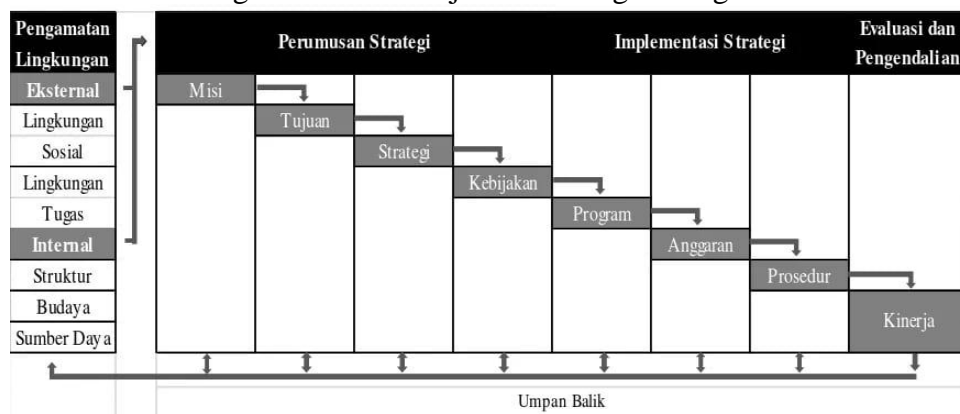 Pengamatan
Lingkungan
Perumusan Strategi
Implementasi Strategi
Evaluasi dan
Pengendalian
Eksternal
Lingkungan
Sosial
Lingkungan
Tugas
Internal
Struktur
Budaya
Sumber Daya
Misi
Tujuan
Strategi
Kebijakan
Program
Anggaran
Prosedur
Kinerja
Umpan Balik